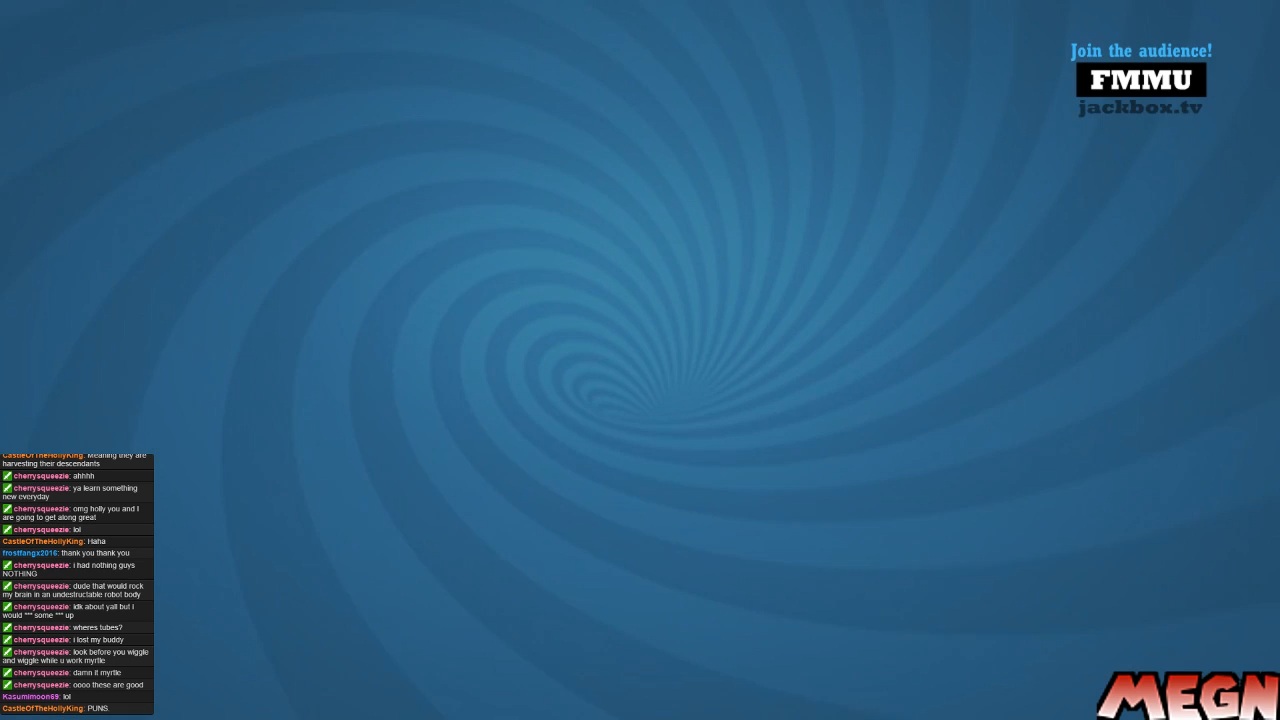 Join the audience!
FMMU
jackbox.tv
CastleOfTheHollyKing: Meaning they are
harvesting their descendants
cherrysqueezie: ahhhh
cherrysqueezie: ya learn something
new everyday
cherrysqueezie: omg holly you and I
are going to get along great
cherrysqueezie: lol
CastleOfTheHollyKing: Haha
frostfangx2016: thank you thank you
cherrysqueezie: i had nothing guys
NOTHING
cherrysqueezie: dude that would rock
my brain in an undestructable robot body
cherrysqueezie: idk about yall but i
would *** some *** up
cherrysqueezie: wheres tubes?
cherrysqueezie: i lost my buddy
cherrysqueezie: look before you wiggle
and wiggle while u work myrtle
cherrysqueezie: damn it myrtle
cherrysqueezie: oooo these are good
Kasumimoon69: lol
CastleOfTheHollyKing: PUNS.
MEGN